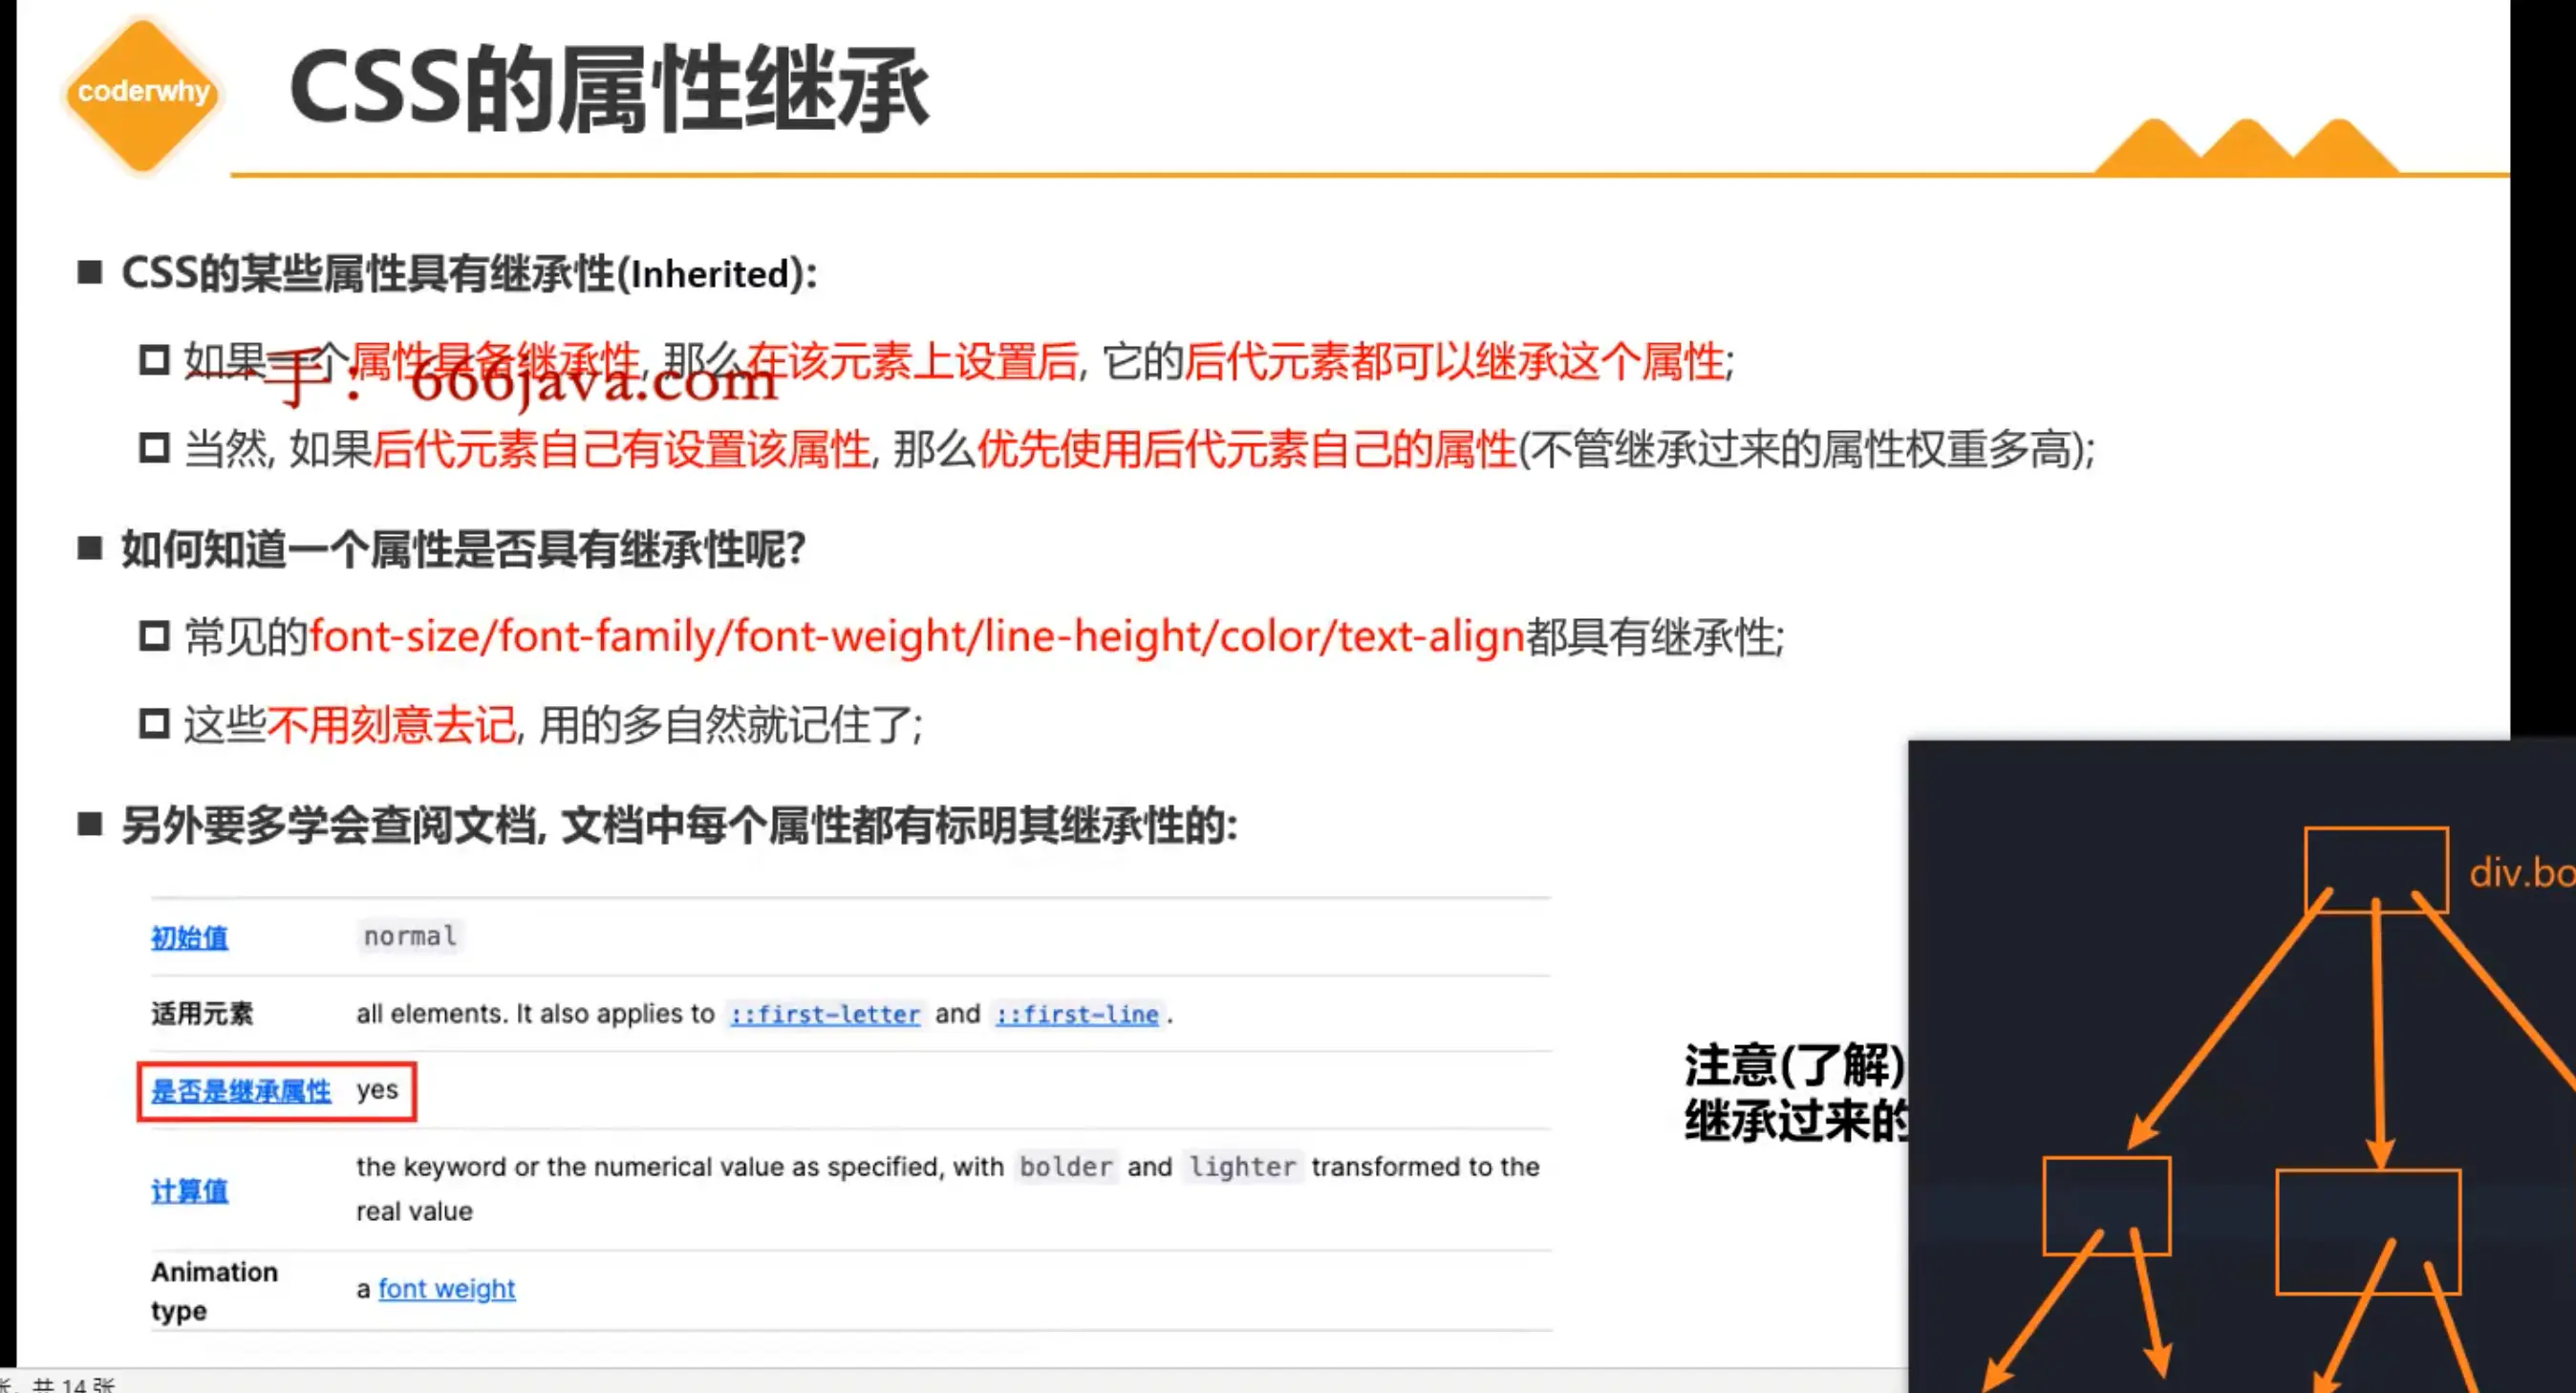 coderwhy
CSS的属性继承
CSS的某些属性具有继承性(Inherited):
如果一个属性具备继承性, 那么在该元素上设置后, 它的后代元素都可以继承这个属性;
一手: 666java.com
当然, 如果后代元素自己有设置该属性, 那么优先使用后代元素自己的属性(不管继承过来的属性权重多高);
如何知道一个属性是否具有继承性呢?
常见的font-size/font-family/font-weight/line-height/color/text-align都具有继承性;
这些不用刻意去记, 用的多自然就记住了;
另外要多学会查阅文档, 文档中每个属性都有标明其继承性的:
初始值 normal
适用元素 all elements. It also applies to ::first-letter and ::first-line.
是否是继承属性 yes
计算值 the keyword or the numerical value as specified, with bolder and lighter transformed to the
real value
Animation
type
a font weight
注意(了解)
继承过来的
div.bo
张, 共 14 张